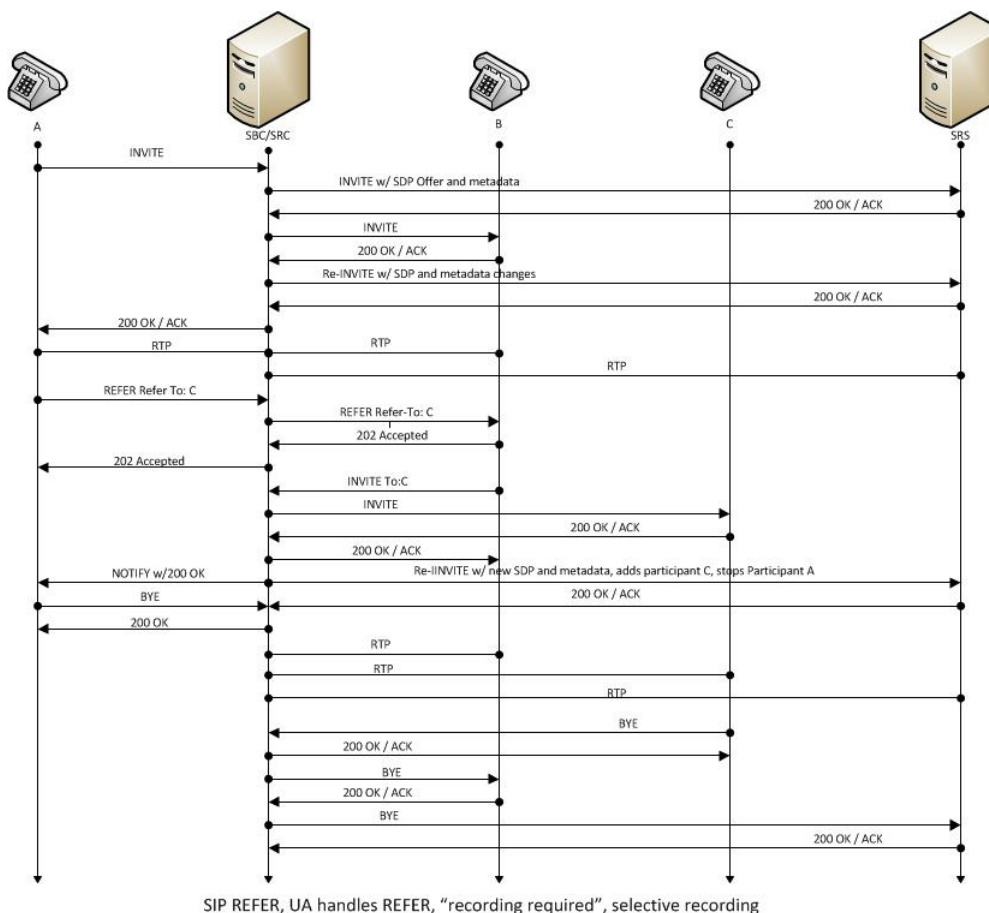 A
SBC/SRC
B
C
SRS
INVITE
INVITE w/ SDP Offer and metadata
200 OK / ACK
INVITE
200 OK / ACK
Re-INVITE w/ SDP and metadata changes
200 OK / ACK
200 OK / ACK
RTP
RTP
RTP
REFER Refer To: C
REFER Refer-To: C
202 Accepted
202 Accepted
INVITE To:C
INVITE
200 OK / ACK
200 OK / ACK
NOTIFY w/200 OK
Re-IINVITE w/ new SDP and metadata, adds participant C, stops Participant A
BYE
200 OK / ACK
200 OK
RTP
RTP
RTP
BYE
200 OK / ACK
BYE
200 OK / ACK
BYE
200 OK / ACK
SIP REFER, UA handles REFER, “recording required”, selective recording